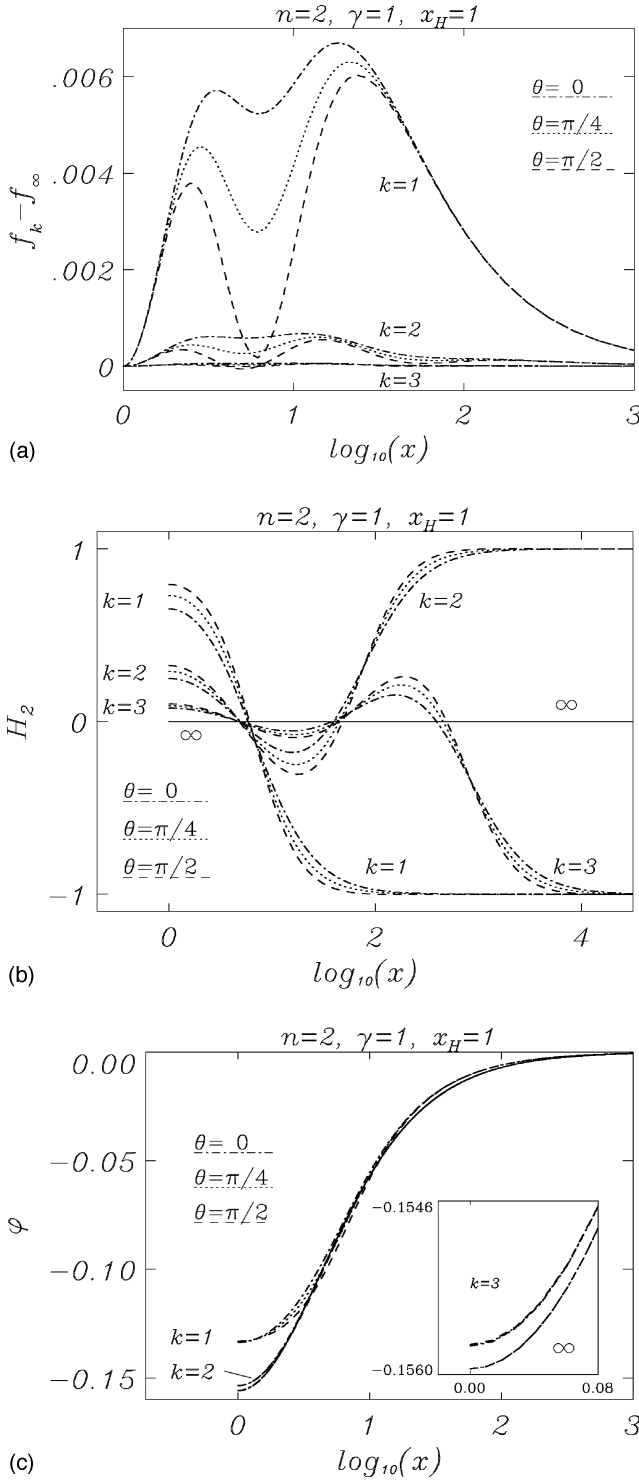 n=2, γ=1, x_H=1
.006
.004
.002
0
f_k−f_∞
θ= 0
θ=π/4
θ=π/2
k=1
k=2
k=3
0
1
2
3
(a)
log₁₀(x)
n=2, γ=1, x_H=1
1
0
−1
H₂
k=1
k=2
k=2
k=3
∞
∞
θ= 0
θ=π/4
θ=π/2
k=1
k=3
0
2
4
(b)
log₁₀(x)
n=2, γ=1, x_H=1
0.00
−0.05
−0.10
−0.15
φ
θ= 0
θ=π/4
θ=π/2
k=1
k=2
−0.1546
k=3
∞
−0.1560
0.00
0.08
0
1
2
3
(c)
log₁₀(x)